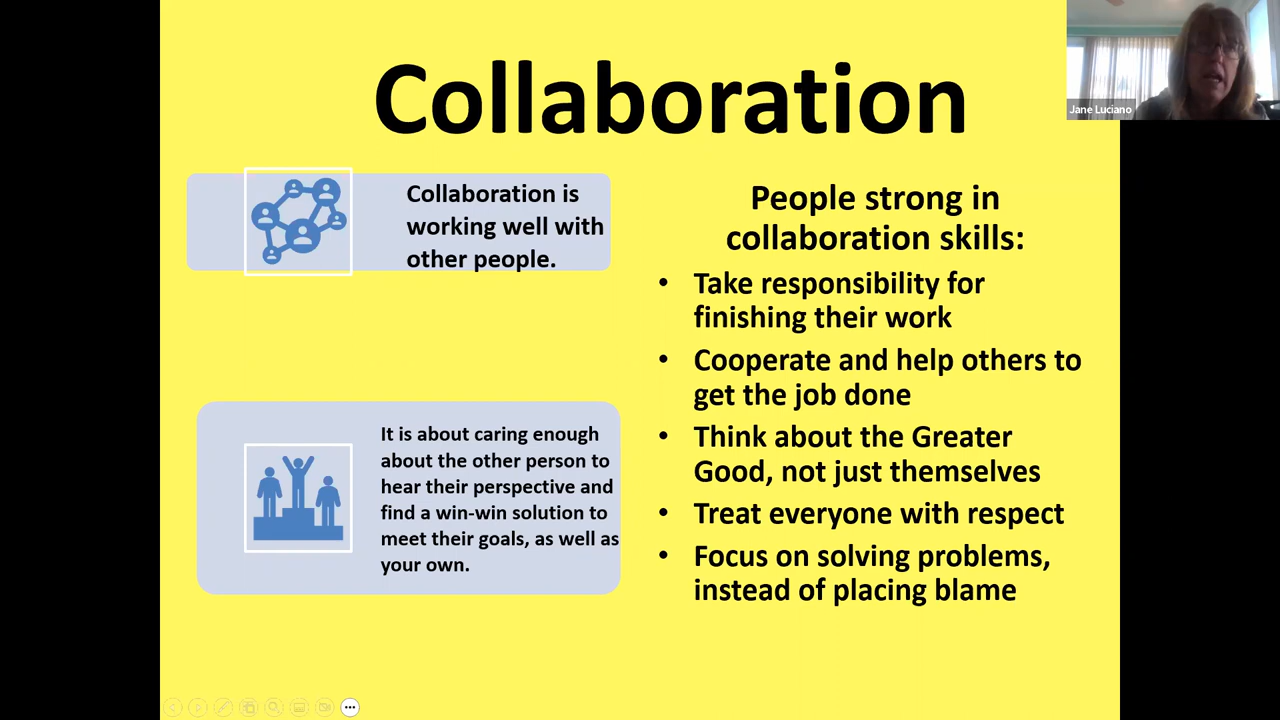 Collaboration
Jane Luciano
Collaboration is
working well with
other people.
It is about caring enough
about the other person to
hear their perspective and
find a win-win solution to
meet their goals, as well as
your own.
People strong in
collaboration skills:
• Take responsibility for
finishing their work
• Cooperate and help others to
get the job done
• Think about the Greater
Good, not just themselves
• Treat everyone with respect
• Focus on solving problems,
instead of placing blame